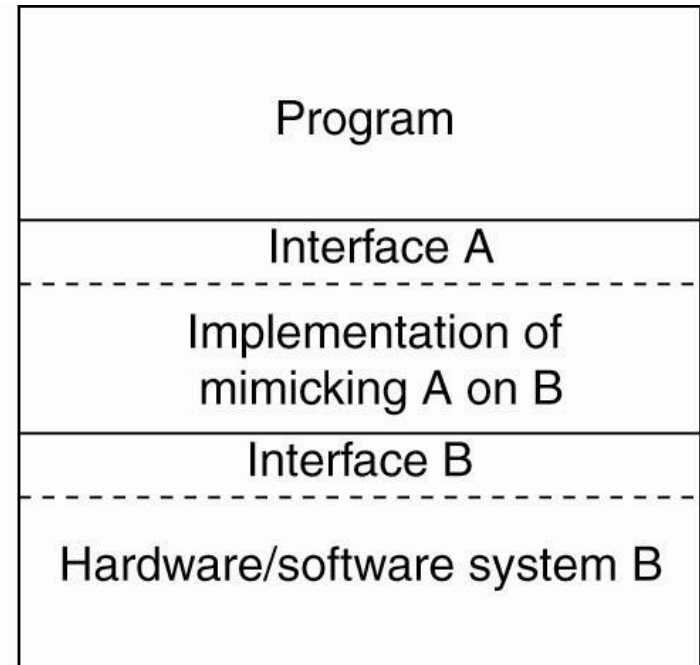 Program
Interface A
Implementation of
mimicking A on B
Interface B
Hardware/software system B